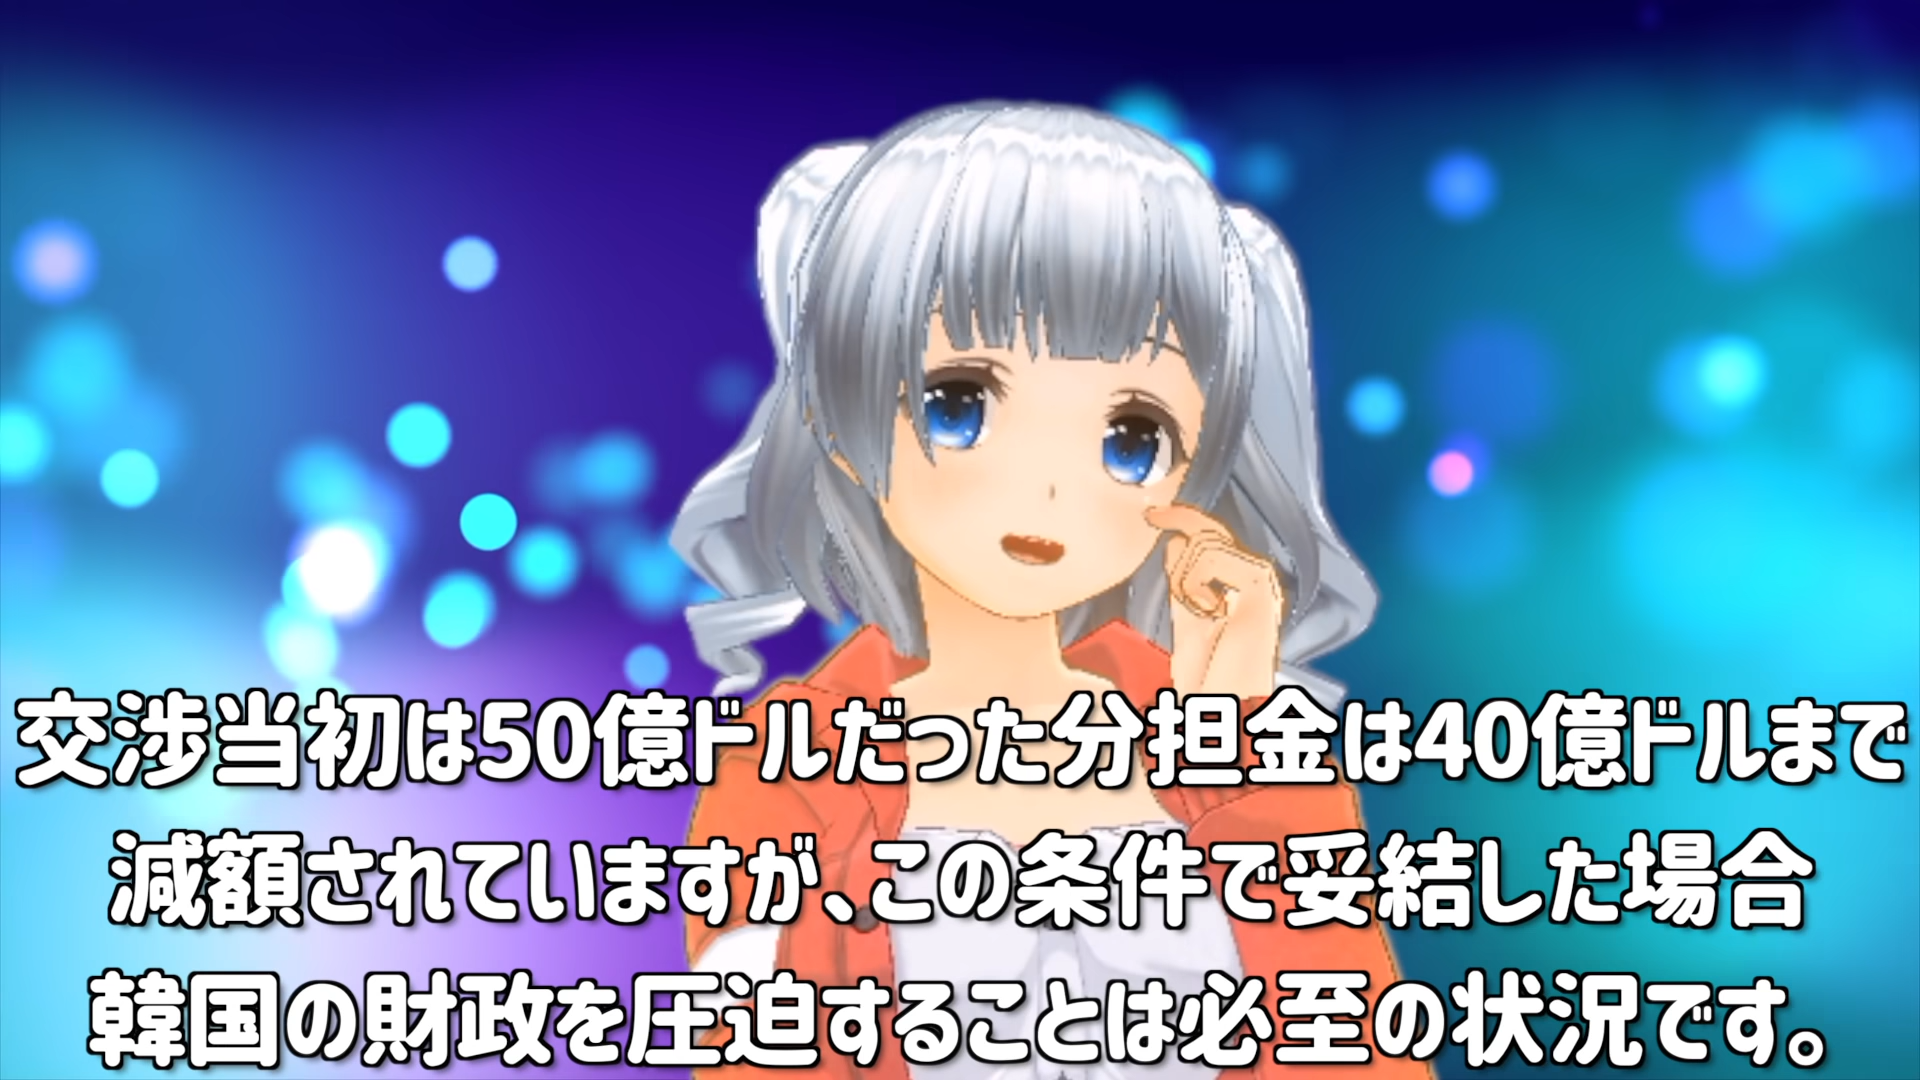 交渉当初は50億ドルだった分担金は40億ドルまで
減額されていますが、この条件で妥結した場合
韓国の財政を圧迫することは必至の状況です。